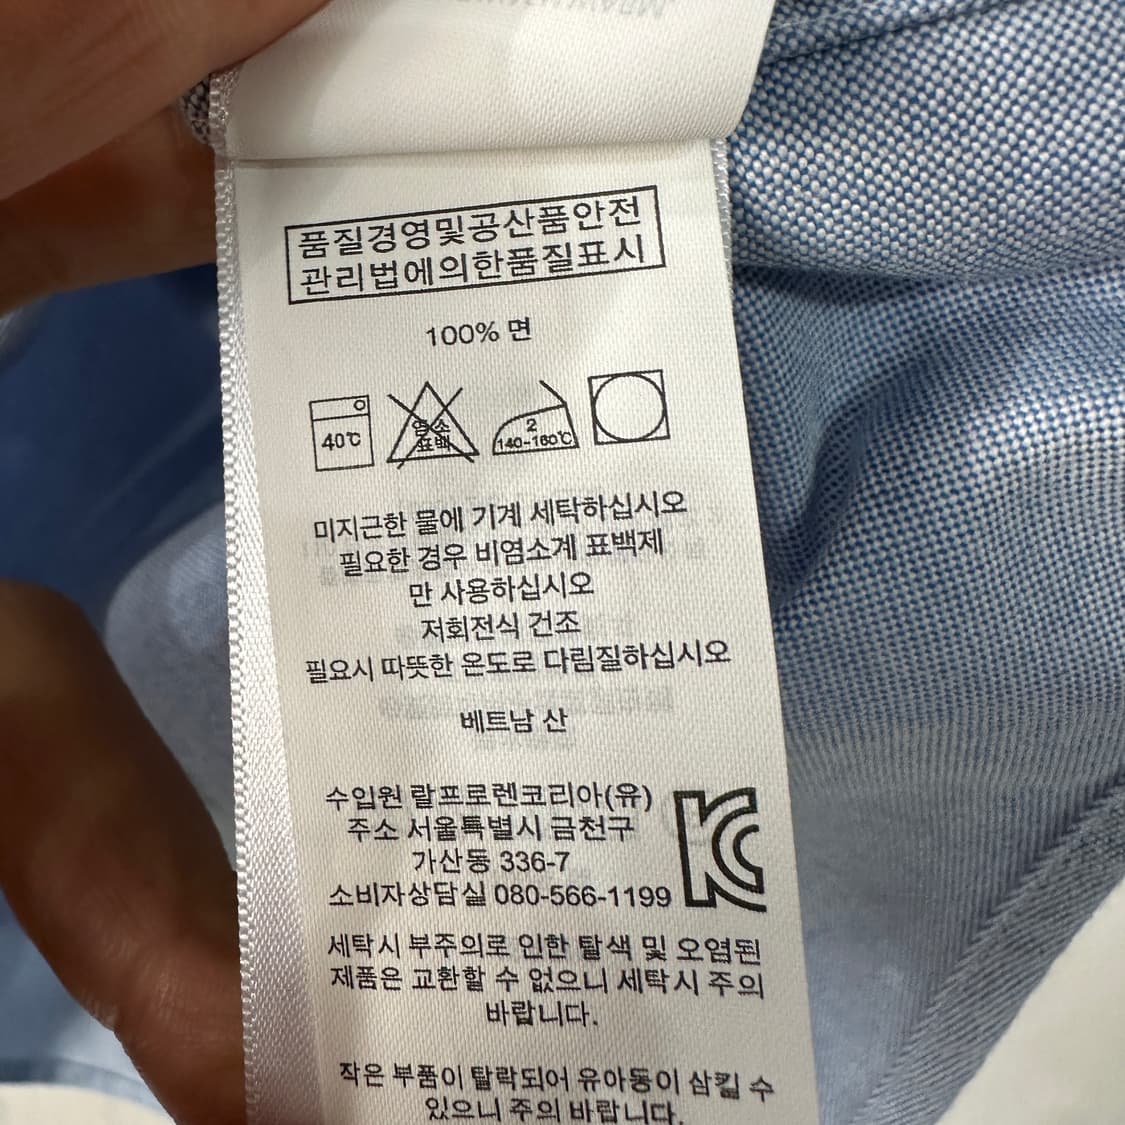 품질경영및공산품안전
관리법에의한품질표시
100% 면
40℃
염소
표백
2
140-160℃
미지근한 물에 기계 세탁하십시오
필요한 경우 비염소계 표백제
만 사용하십시오
저회전식 건조
필요시 따뜻한 온도로 다림질하십시오
베트남 산
수입원 랄프로렌코리아(유)
주소 서울특별시 금천구
가산동 336-7
소비자상담실 080-566-1199
세탁시 부주의로 인한 탈색 및 오염된
제품은 교환할 수 없으니 세탁시 주의
바랍니다.
작은 부품이 탈락되어 유아동이 삼킬 수
있으니 주의 바랍니다.